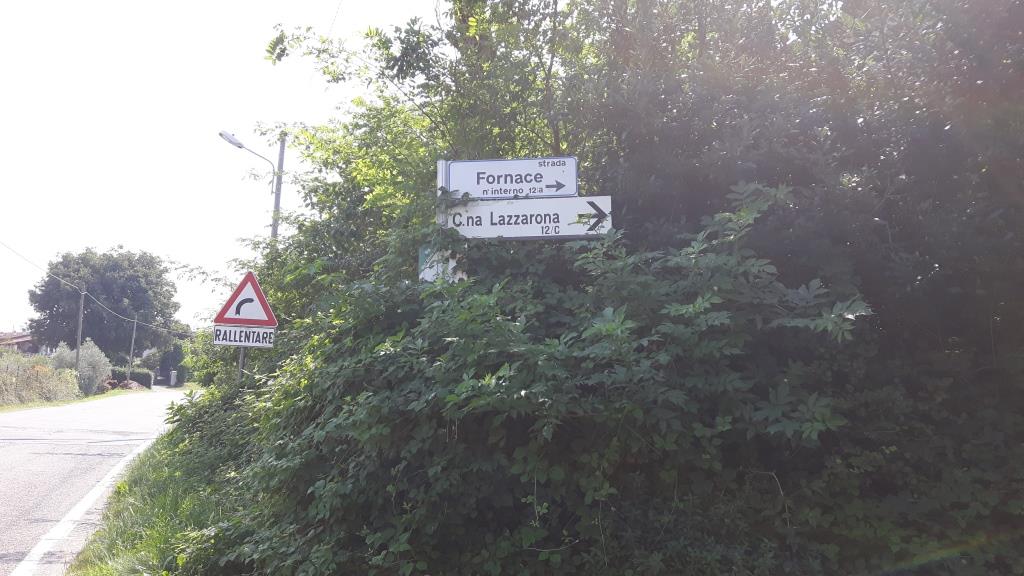 strada
Fornace
n° interno 12/a
C.na Lazzarona
12/C
RALLENTARE